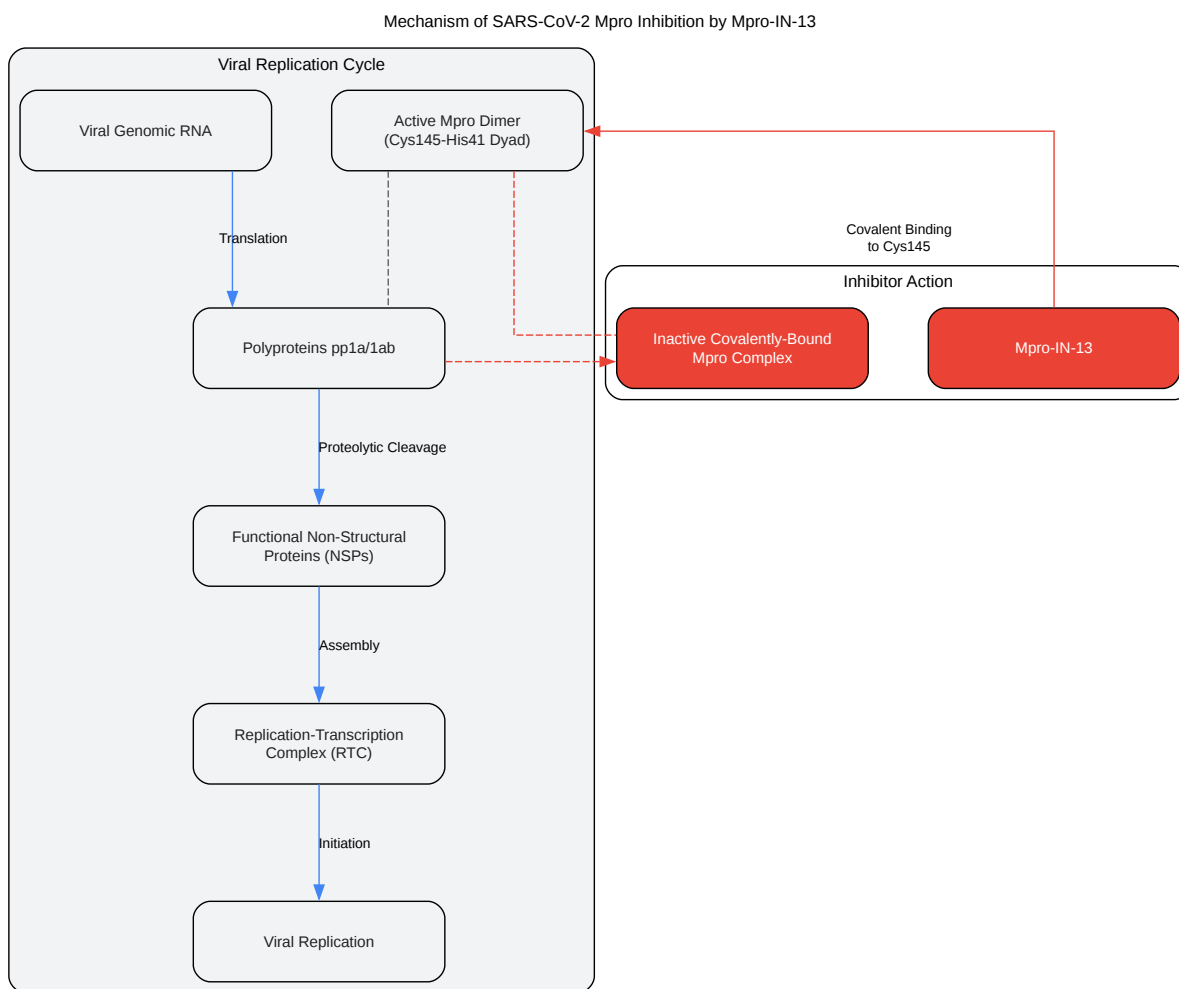 Mechanism of SARS-CoV-2 Mpro Inhibition by Mpro-IN-13
Viral Replication Cycle
Viral Genomic RNA
Active Mpro Dimer
(Cys145-His41 Dyad)
Translation
Covalent Binding
to Cys145
Inhibitor Action
Polyproteins pp1a/1ab
Inactive Covalently-Bound
Mpro Complex
Mpro-IN-13
Proteolytic Cleavage
Functional Non-Structural
Proteins (NSPs)
Assembly
Replication-Transcription
Complex (RTC)
Initiation
Viral Replication